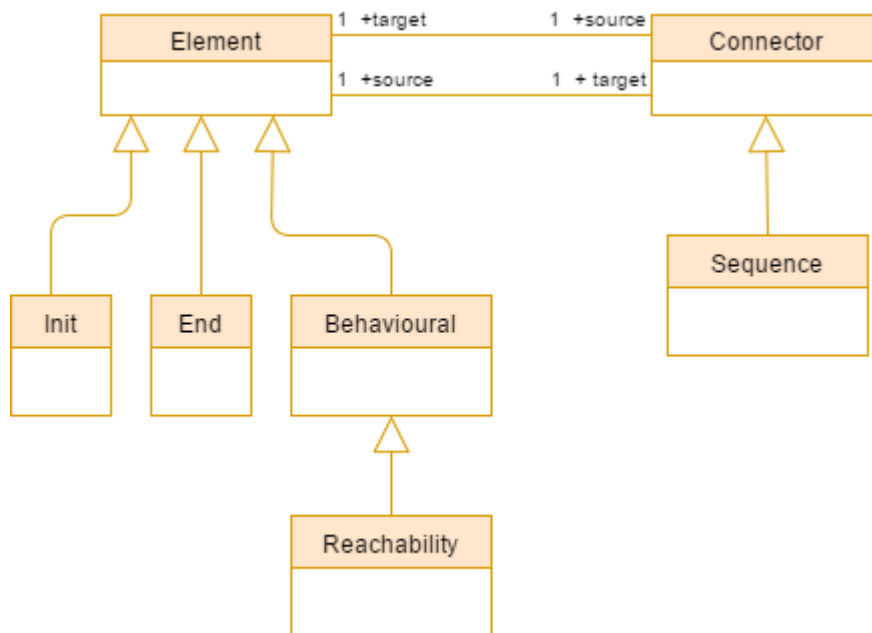 Element
1 +target
1 +source
Connector
1 +source
1 + target
Sequence
Init
End
Behavioural
Reachability